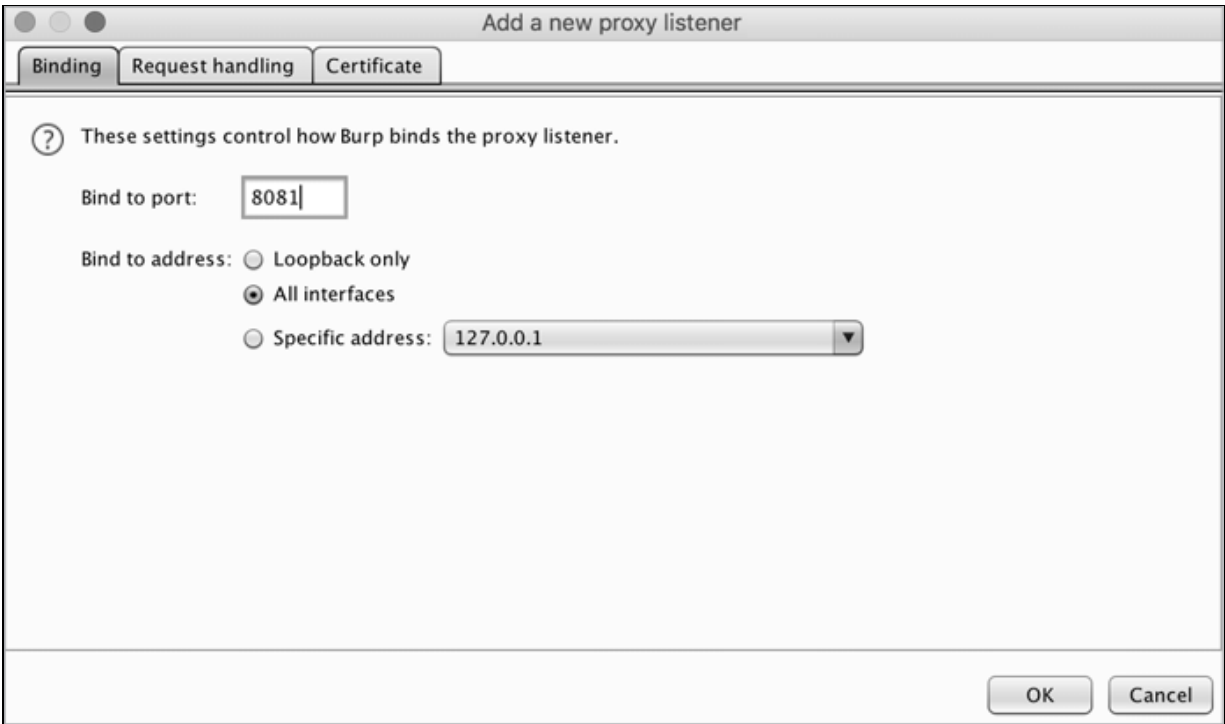 Add a new proxy listener
Binding Request handling Certificate
? These settings control how Burp binds the proxy listener.
Bind to port: 8081
Bind to address: Loopback only
All interfaces
Specific address: 127.0.0.1
OK Cancel